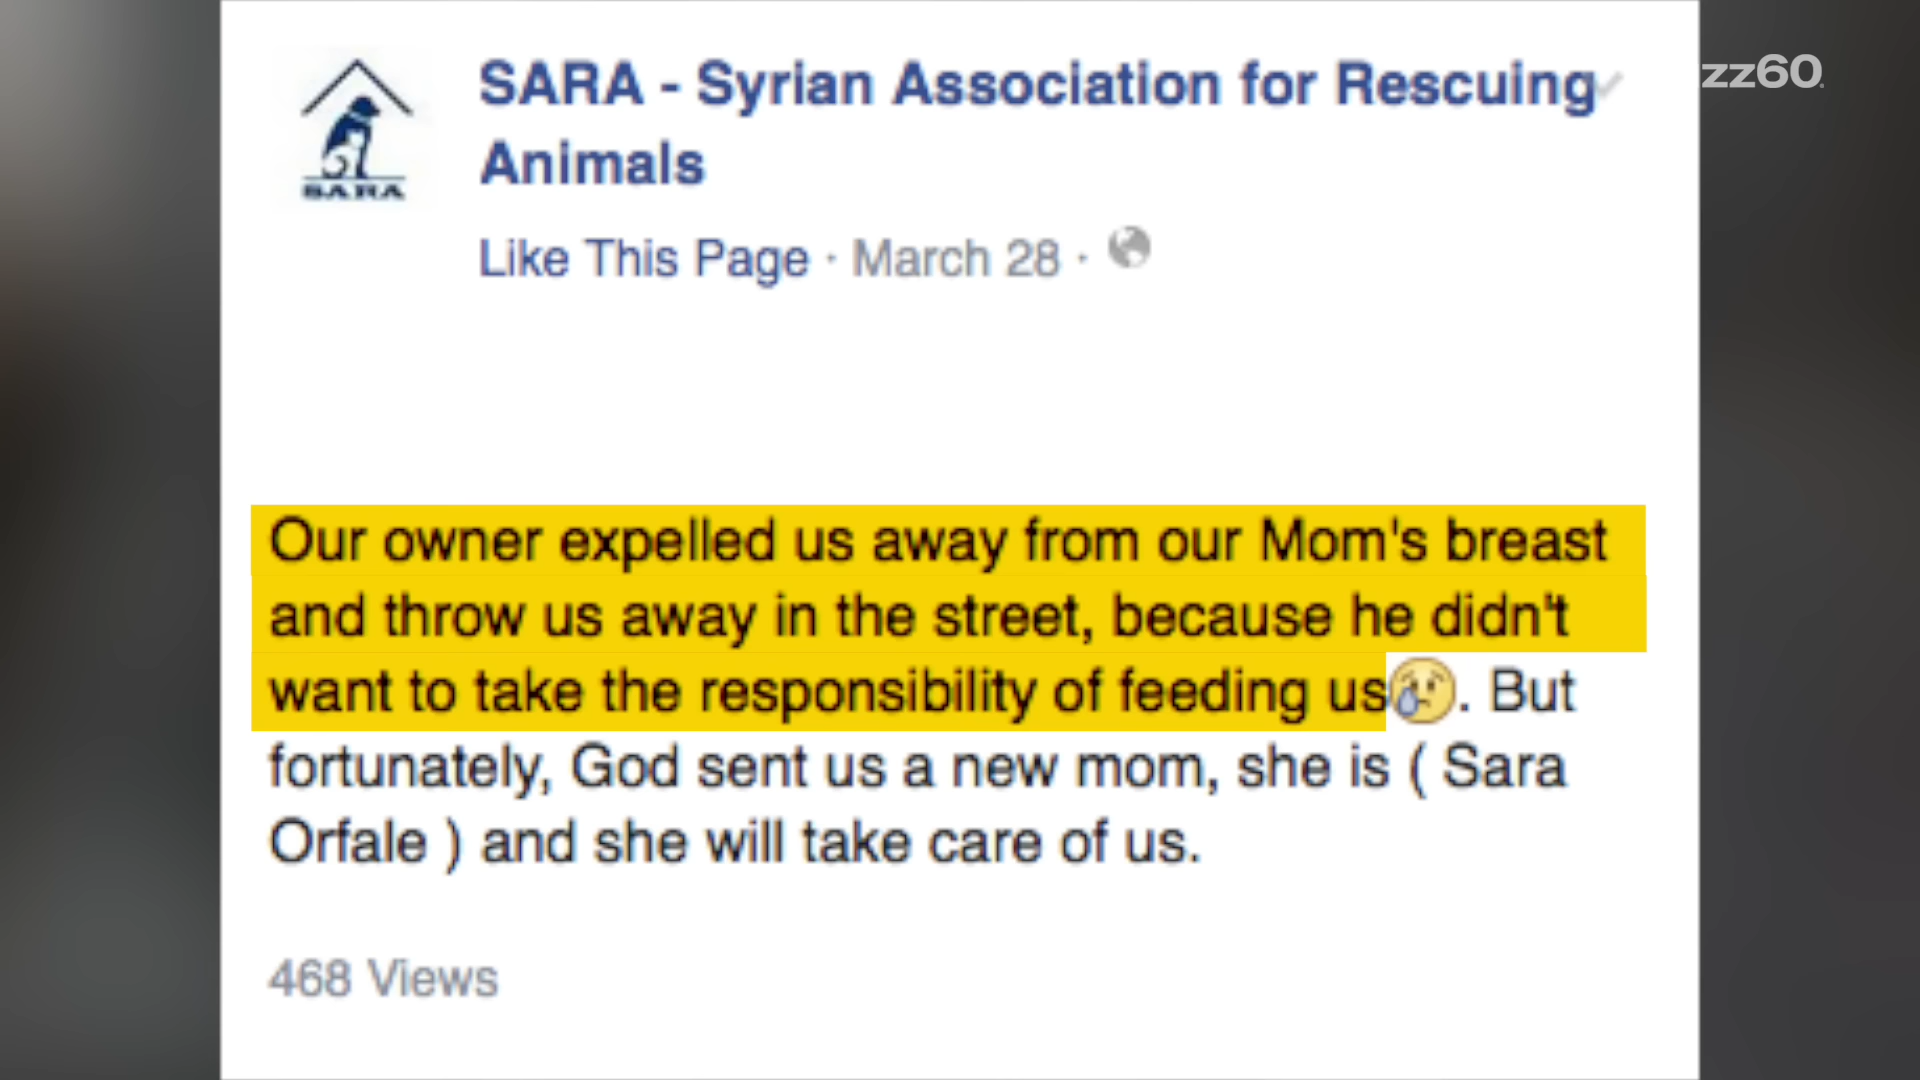 SARA - Syrian Association for Rescuing
Animals
Like This Page · March 28 ·
SARA
zz60
Our owner expelled us away from our Mom's breast
and throw us away in the street, because he didn't
want to take the responsibility of feeding us😢. But
fortunately, God sent us a new mom, she is ( Sara
Orfale ) and she will take care of us.
468 Views